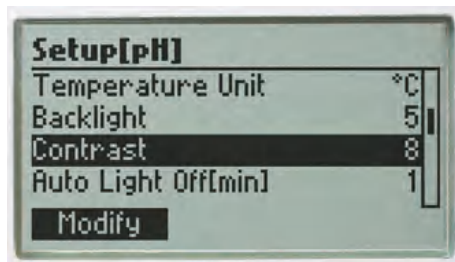 Setup[pH]
Temperature Unit °C
Backlight 5
Contrast 8
Auto Light Off[min] 1
Modify